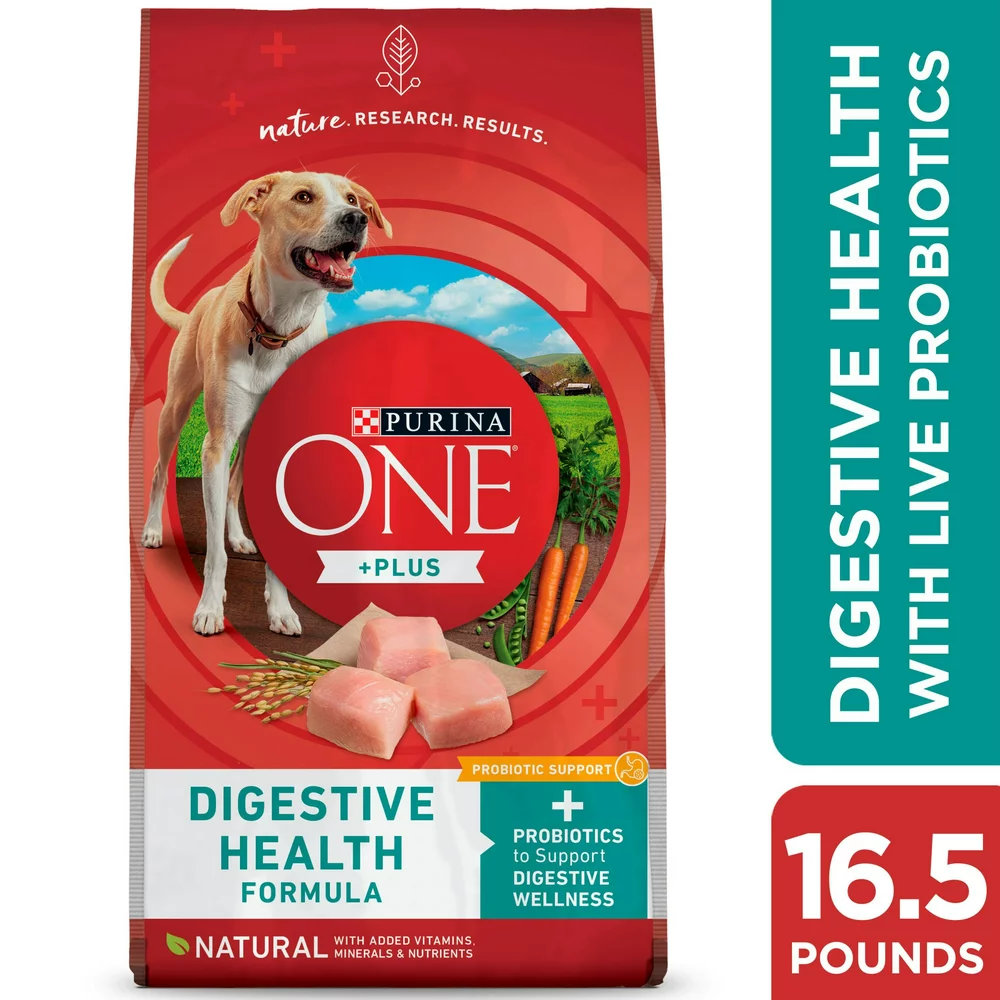 nature. RESEARCH. RESULTS.
PURINA
ONE®
+PLUS
PROBIOTIC SUPPORT
DIGESTIVE
HEALTH
FORMULA
+
PROBIOTICS
to Support
DIGESTIVE
WELLNESS
NATURAL WITH ADDED VITAMINS,
MINERALS & NUTRIENTS
DIGESTIVE HEALTH
WITH LIVE PROBIOTICS
16.5
POUNDS